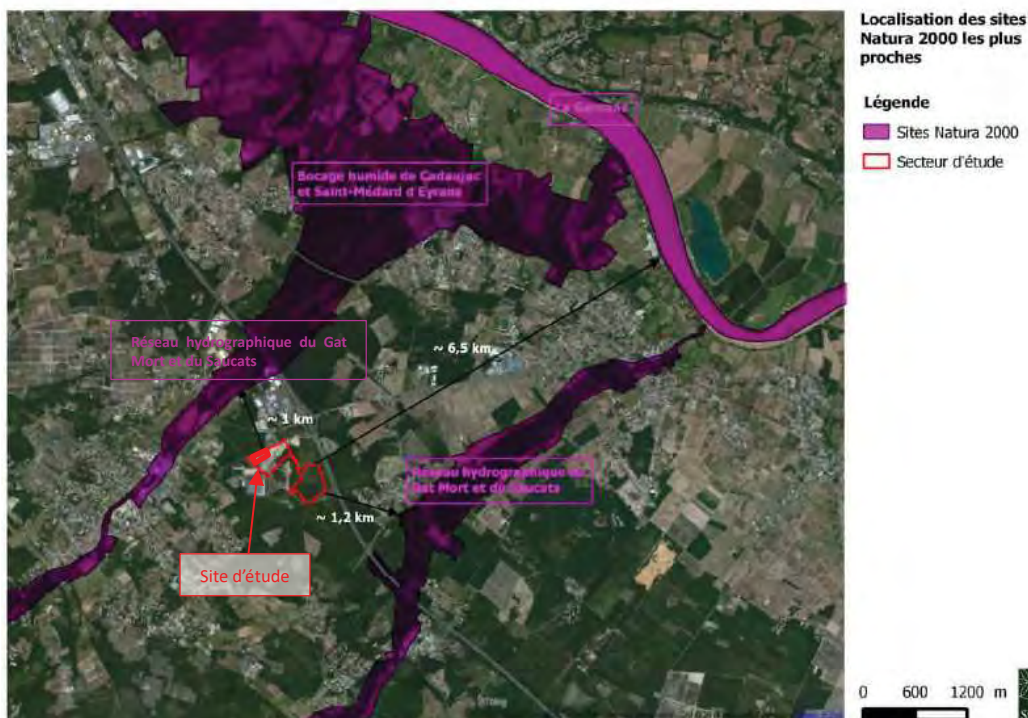 Localisation des sites
Natura 2000 les plus
proches
Légende
Sites Natura 2000
Secteur d'étude
La Garonne
Bocage humide de Cadaujac
et Saint-Médard d'Eyrans
Réseau hydrographique du Gat
Mort et du Saucats
~ 6,5 km
~ 1 km
Réseau hydrographique du
Gat Mort et du Saucats
~ 1,2 km
Site d'étude
0 600 1200 m